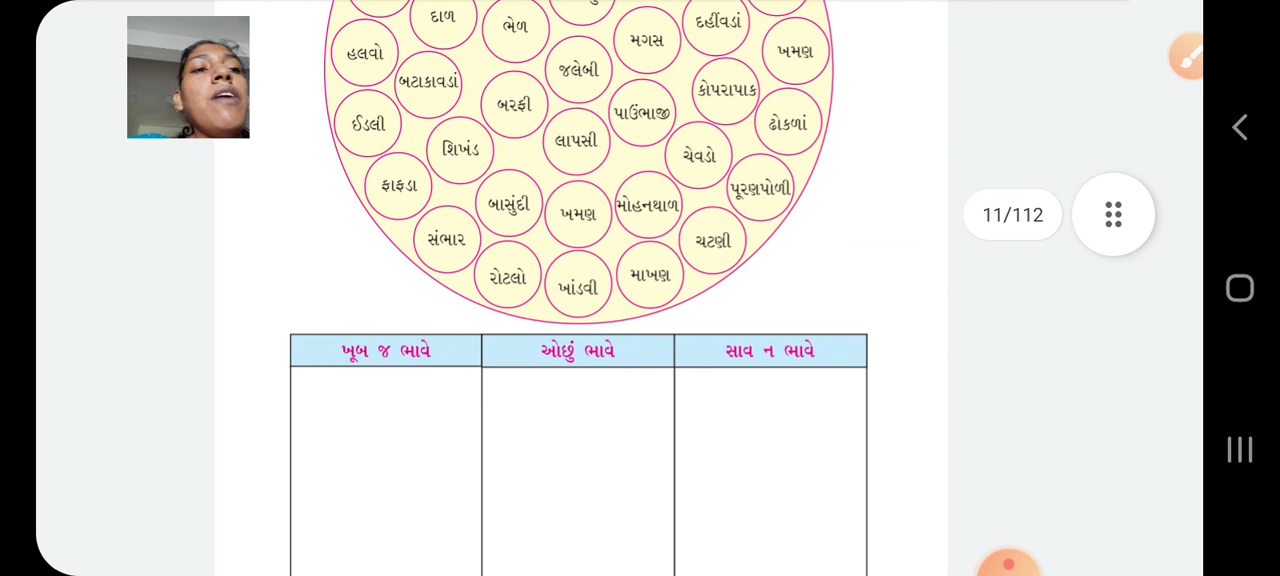 દાળ
ભેળ
દહીંવડાં
હલવો
મગસ
ખમણ
બટાકાવડાં
જલેબી
કોપરાપાક
બરફી
પાઉંભાજી
ઈડલી
ઢોકળાં
શિખંડ
લાપસી
ચેવડો
ફાફડા
પૂરણપોળી
બાસુંદી
ખમણ
મોહનથાળ
સંભાર
ચટણી
રોટલો
ખાંડવી
માખણ
11/112
ખૂબ જ ભાવે
ઓછું ભાવે
સાવ ન ભાવે